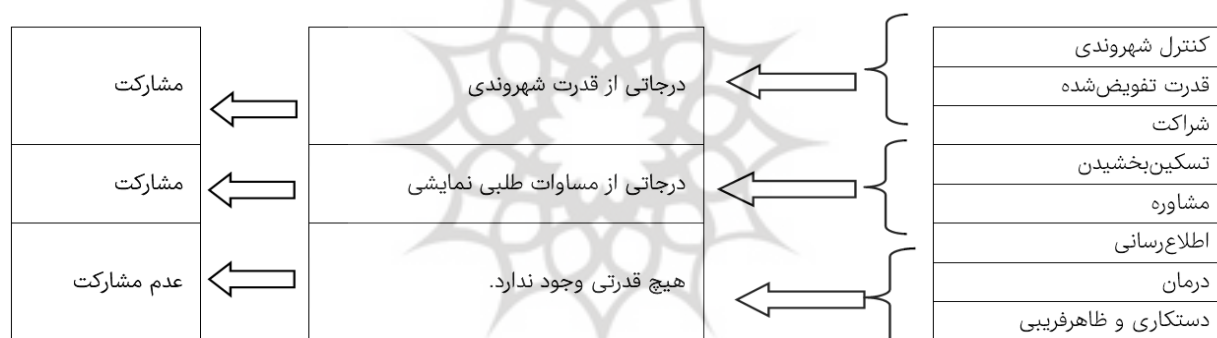 کنترل شهروندی
قدرت تفویض‌شده
شراکت
تسکین‌بخشیدن
مشاوره
اطلاع‌رسانی
درمان
دستکاری و ظاهرفریبی
درجاتی از قدرت شهروندی
درجاتی از مساوات طلبی نمایشی
هیچ قدرتی وجود ندارد.
مشارکت
مشارکت
عدم مشارکت